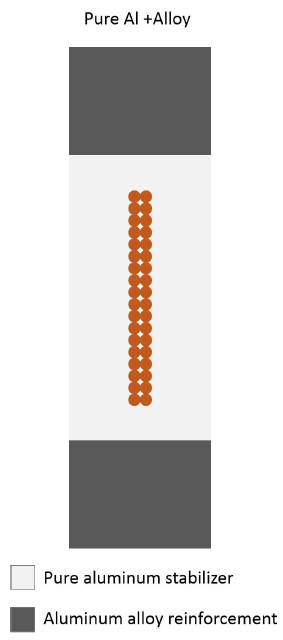 Pure Al +Alloy
Pure aluminum stabilizer
Aluminum alloy reinforcement